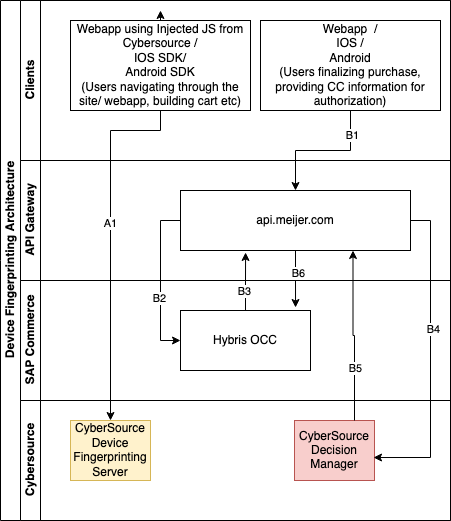 Device Fingerprinting Architecture
Clients
Webapp using Injected JS from
Cybersource /
IOS SDK/
Android SDK
(Users navigating through the
site/ webapp, building cart etc)
Webapp /
IOS /
Android
(Users finalizing purchase,
providing CC information for
authorization)
B1
API Gateway
A1
api.meijer.com
B2
B3
B6
B4
B5
SAP Commerce
Hybris OCC
Cybersource
CyberSource
Device
Fingerprinting
Server
CyberSource
Decision
Manager